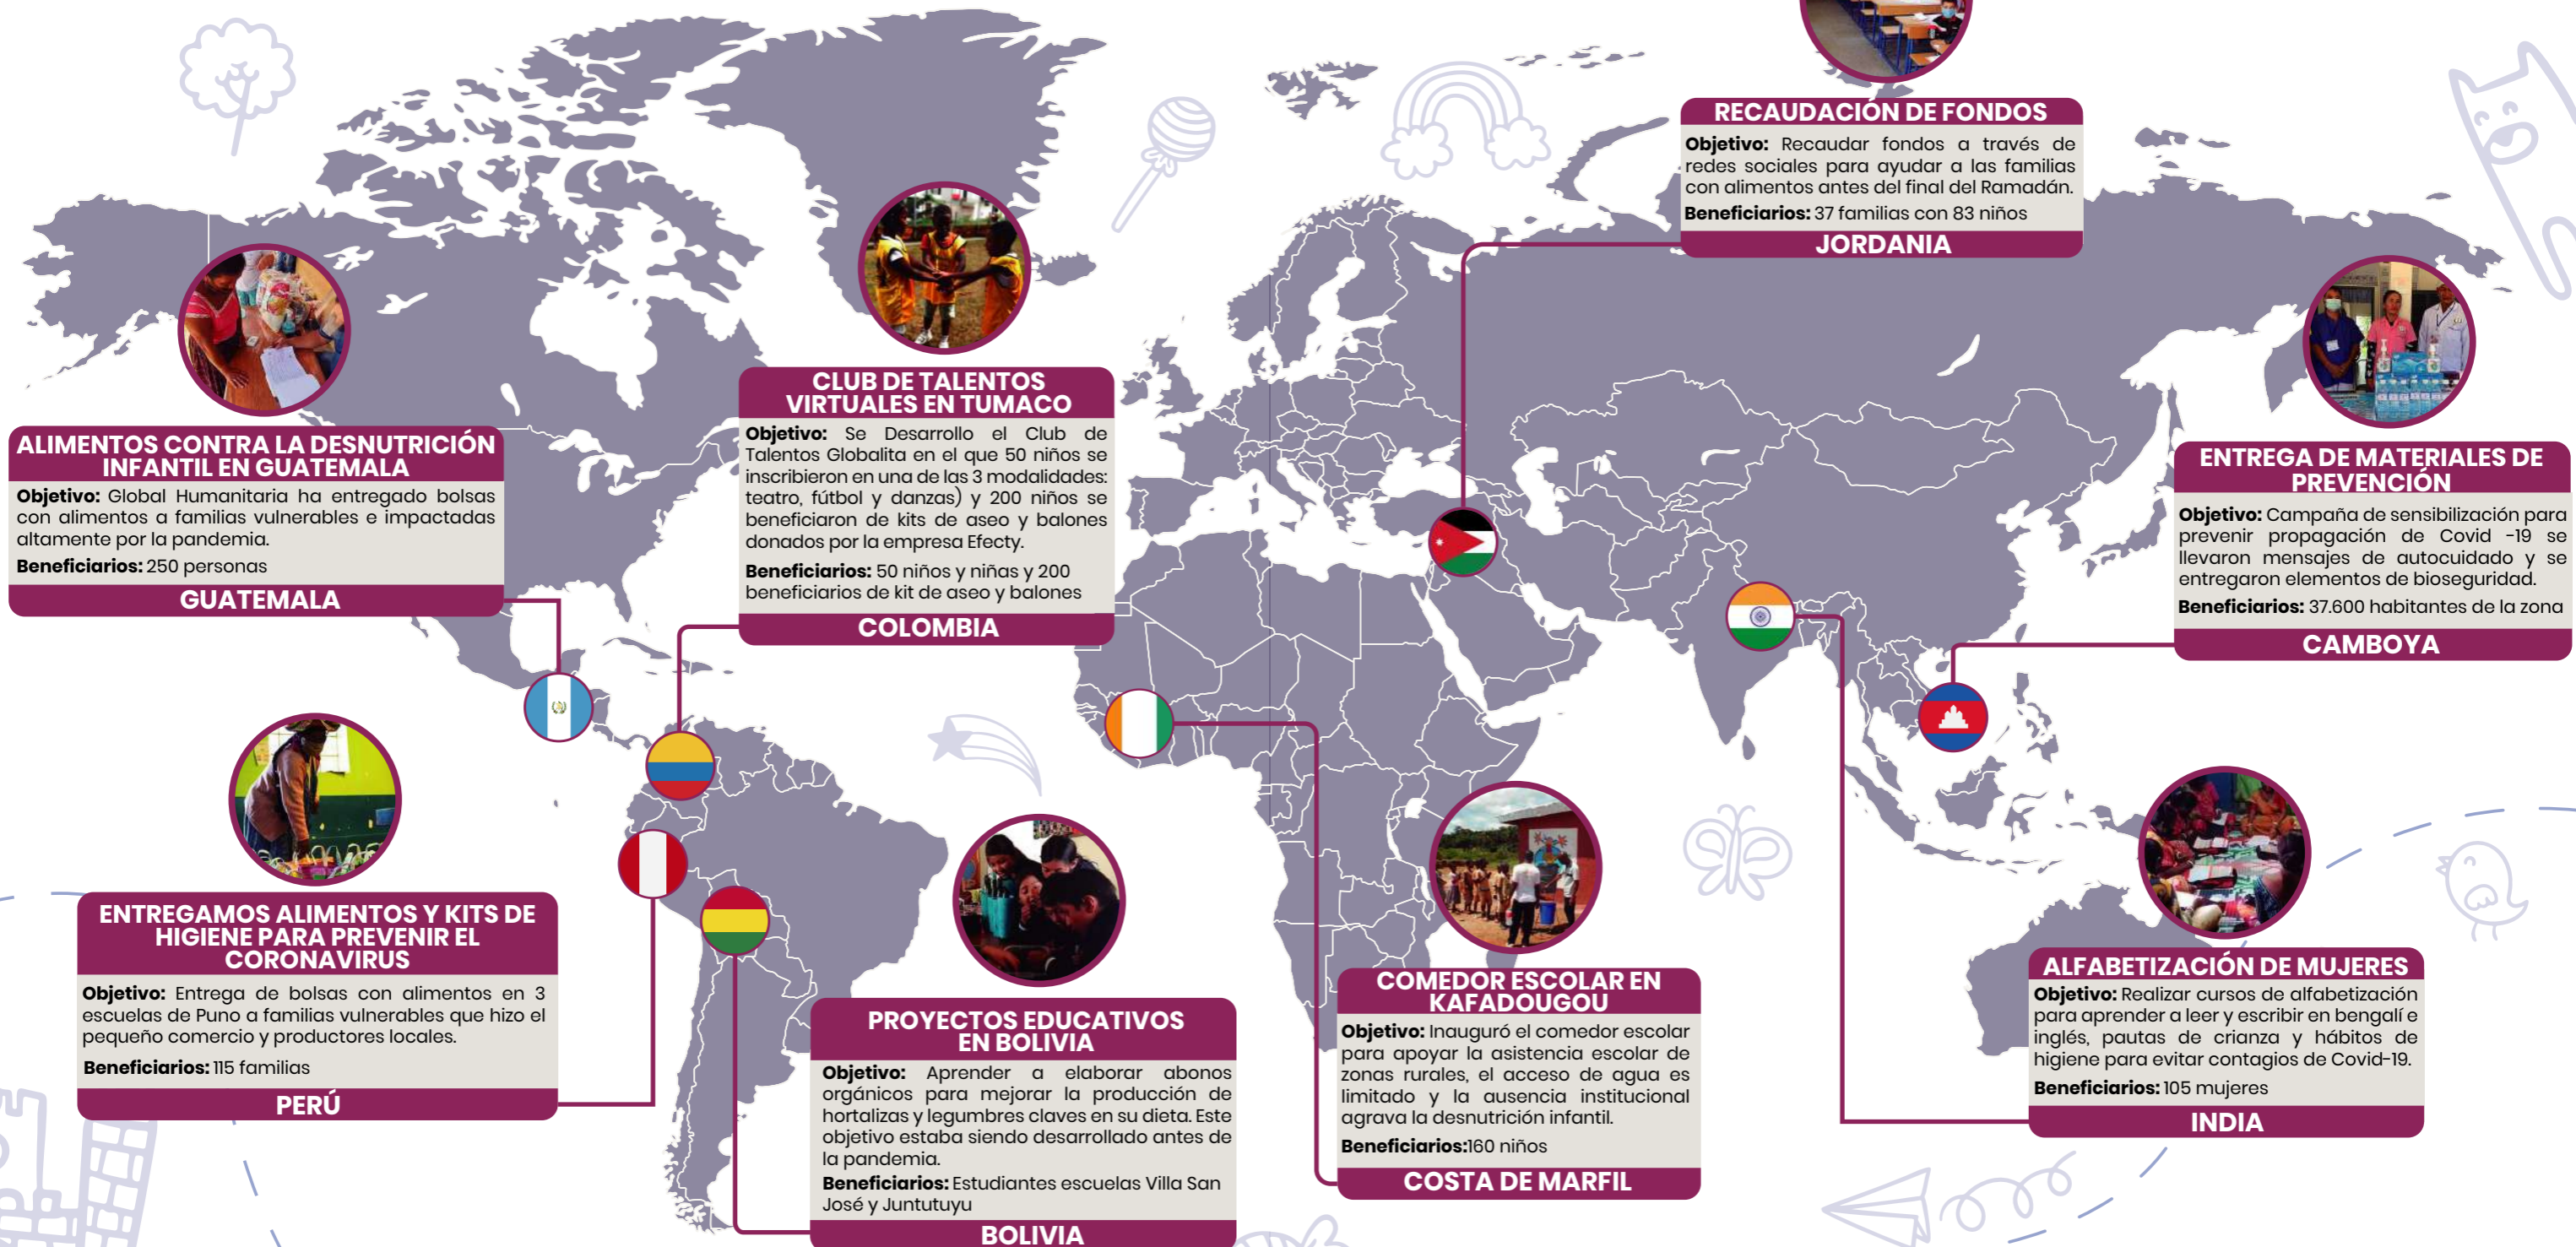 RECAUDACIÓN DE FONDOS
Objetivo: Recaudar fondos a través de
redes sociales para ayudar a las familias
con alimentos antes del final del Ramadán.
Beneficiarios: 37 familias con 83 niños
JORDANIA
ALIMENTOS CONTRA LA DESNUTRICIÓN
INFANTIL EN GUATEMALA
Objetivo: Global Humanitaria ha entregado bolsas
con alimentos a familias vulnerables e impactadas
altamente por la pandemia.
Beneficiarios: 250 personas
GUATEMALA
CLUB DE TALENTOS
VIRTUALES EN TUMACO
Objetivo: Se Desarrollo el Club de
Talentos Globalita en el que 50 niños se
inscribieron en una de las 3 modalidades:
teatro, fútbol y danzas) y 200 niños se
beneficiaron de kits de aseo y balones
donados por la empresa Efecty.
Beneficiarios: 50 niños y niñas y 200
beneficiarios de kit de aseo y balones
COLOMBIA
ENTREGA DE MATERIALES DE
PREVENCIÓN
Objetivo: Campaña de sensibilización para
prevenir propagación de Covid -19 se
llevaron mensajes de autocuidado y se
entregaron elementos de bioseguridad.
Beneficiarios: 37.600 habitantes de la zona
CAMBOYA
ENTREGAMOS ALIMENTOS Y KITS DE
HIGIENE PARA PREVENIR EL
CORONAVIRUS
Objetivo: Entrega de bolsas con alimentos en 3
escuelas de Puno a familias vulnerables que hizo el
pequeño comercio y productores locales.
Beneficiarios: 115 familias
PERÚ
PROYECTOS EDUCATIVOS
EN BOLIVIA
Objetivo: Aprender a elaborar abonos
orgánicos para mejorar la producción de
hortalizas y legumbres claves en su dieta. Este
objetivo estaba siendo desarrollado antes de
la pandemia.
Beneficiarios: Estudiantes escuelas Villa San
José y Juntutuyu
BOLIVIA
COMEDOR ESCOLAR EN
KAFADOUGOU
Objetivo: Inauguró el comedor escolar
para apoyar la asistencia escolar de
zonas rurales, el acceso de agua es
limitado y la ausencia institucional
agrava la desnutrición infantil.
Beneficiarios:160 niños
COSTA DE MARFIL
ALFABETIZACIÓN DE MUJERES
Objetivo: Realizar cursos de alfabetización
para aprender a leer y escribir en bengalí e
inglés, pautas de crianza y hábitos de
higiene para evitar contagios de Covid-19.
Beneficiarios: 105 mujeres
INDIA